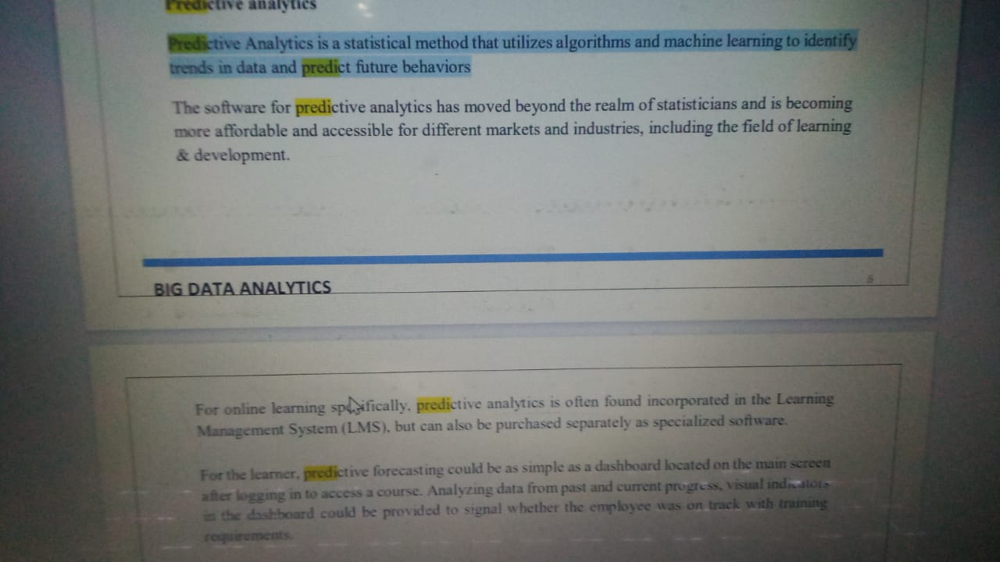 Predictive analytics
Predictive Analytics is a statistical method that utilizes algorithms and machine learning to identify
trends in data and predict future behaviors
The software for predictive analytics has moved beyond the realm of statisticians and is becoming
more affordable and accessible for different markets and industries, including the field of learning
& development.
BIG DATA ANALYTICS
6
For online learning specifically, predictive analytics is often found incorporated in the Learning
Management System (LMS), but can also be purchased separately as specialized software.
For the learner, predictive forecasting could be as simple as a dashboard located on the main screen
after logging in to access a course. Analyzing data from past and current progress, visual indicators
in the dashboard could be provided to signal whether the employee was on track with training
requirements.